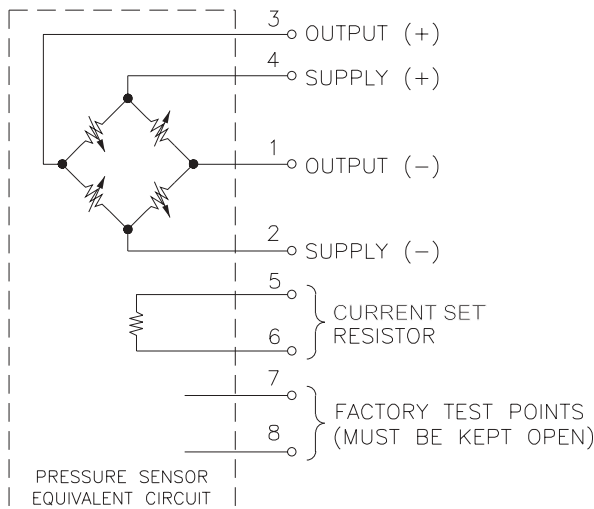 3 OUTPUT (+)
4 SUPPLY (+)
1 OUTPUT (-)
2 SUPPLY (-)
5
CURRENT SET
RESISTOR
6
7
FACTORY TEST POINTS
(MUST BE KEPT OPEN)
8
PRESSURE SENSOR
EQUIVALENT CIRCUIT